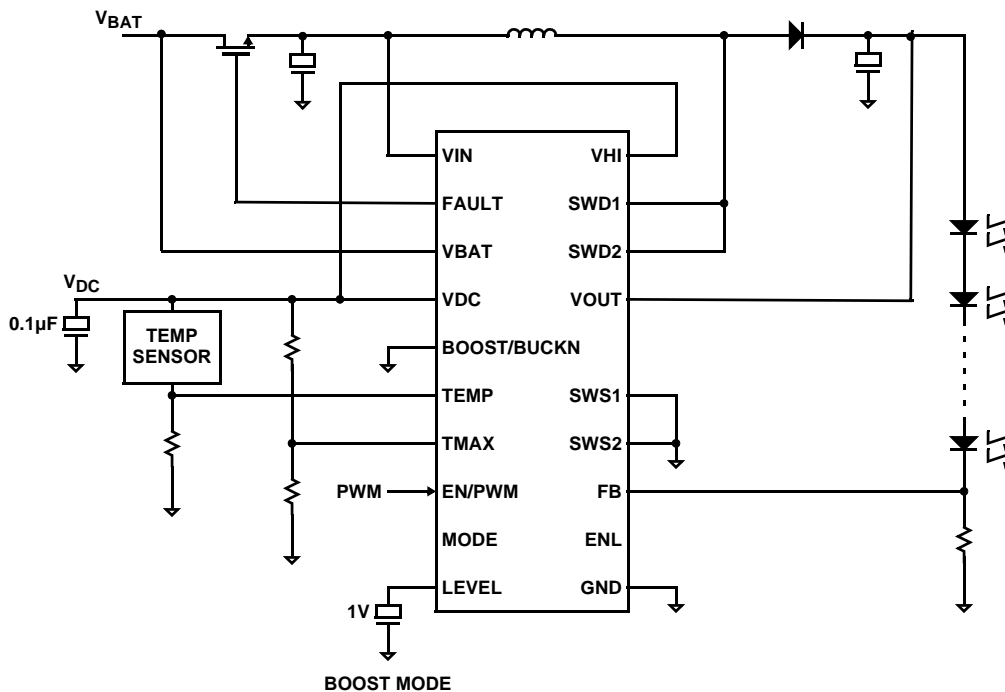 VBAT
VIN VHI
FAULT SWD1
VBAT SWD2
VDC
VDC VOUT
0.1µF
TEMP
SENSOR
BOOST/BUCKN
TEMP SWS1
TMAX SWS2
PWM EN/PWM FB
MODE ENL
LEVEL GND
1V
BOOST MODE